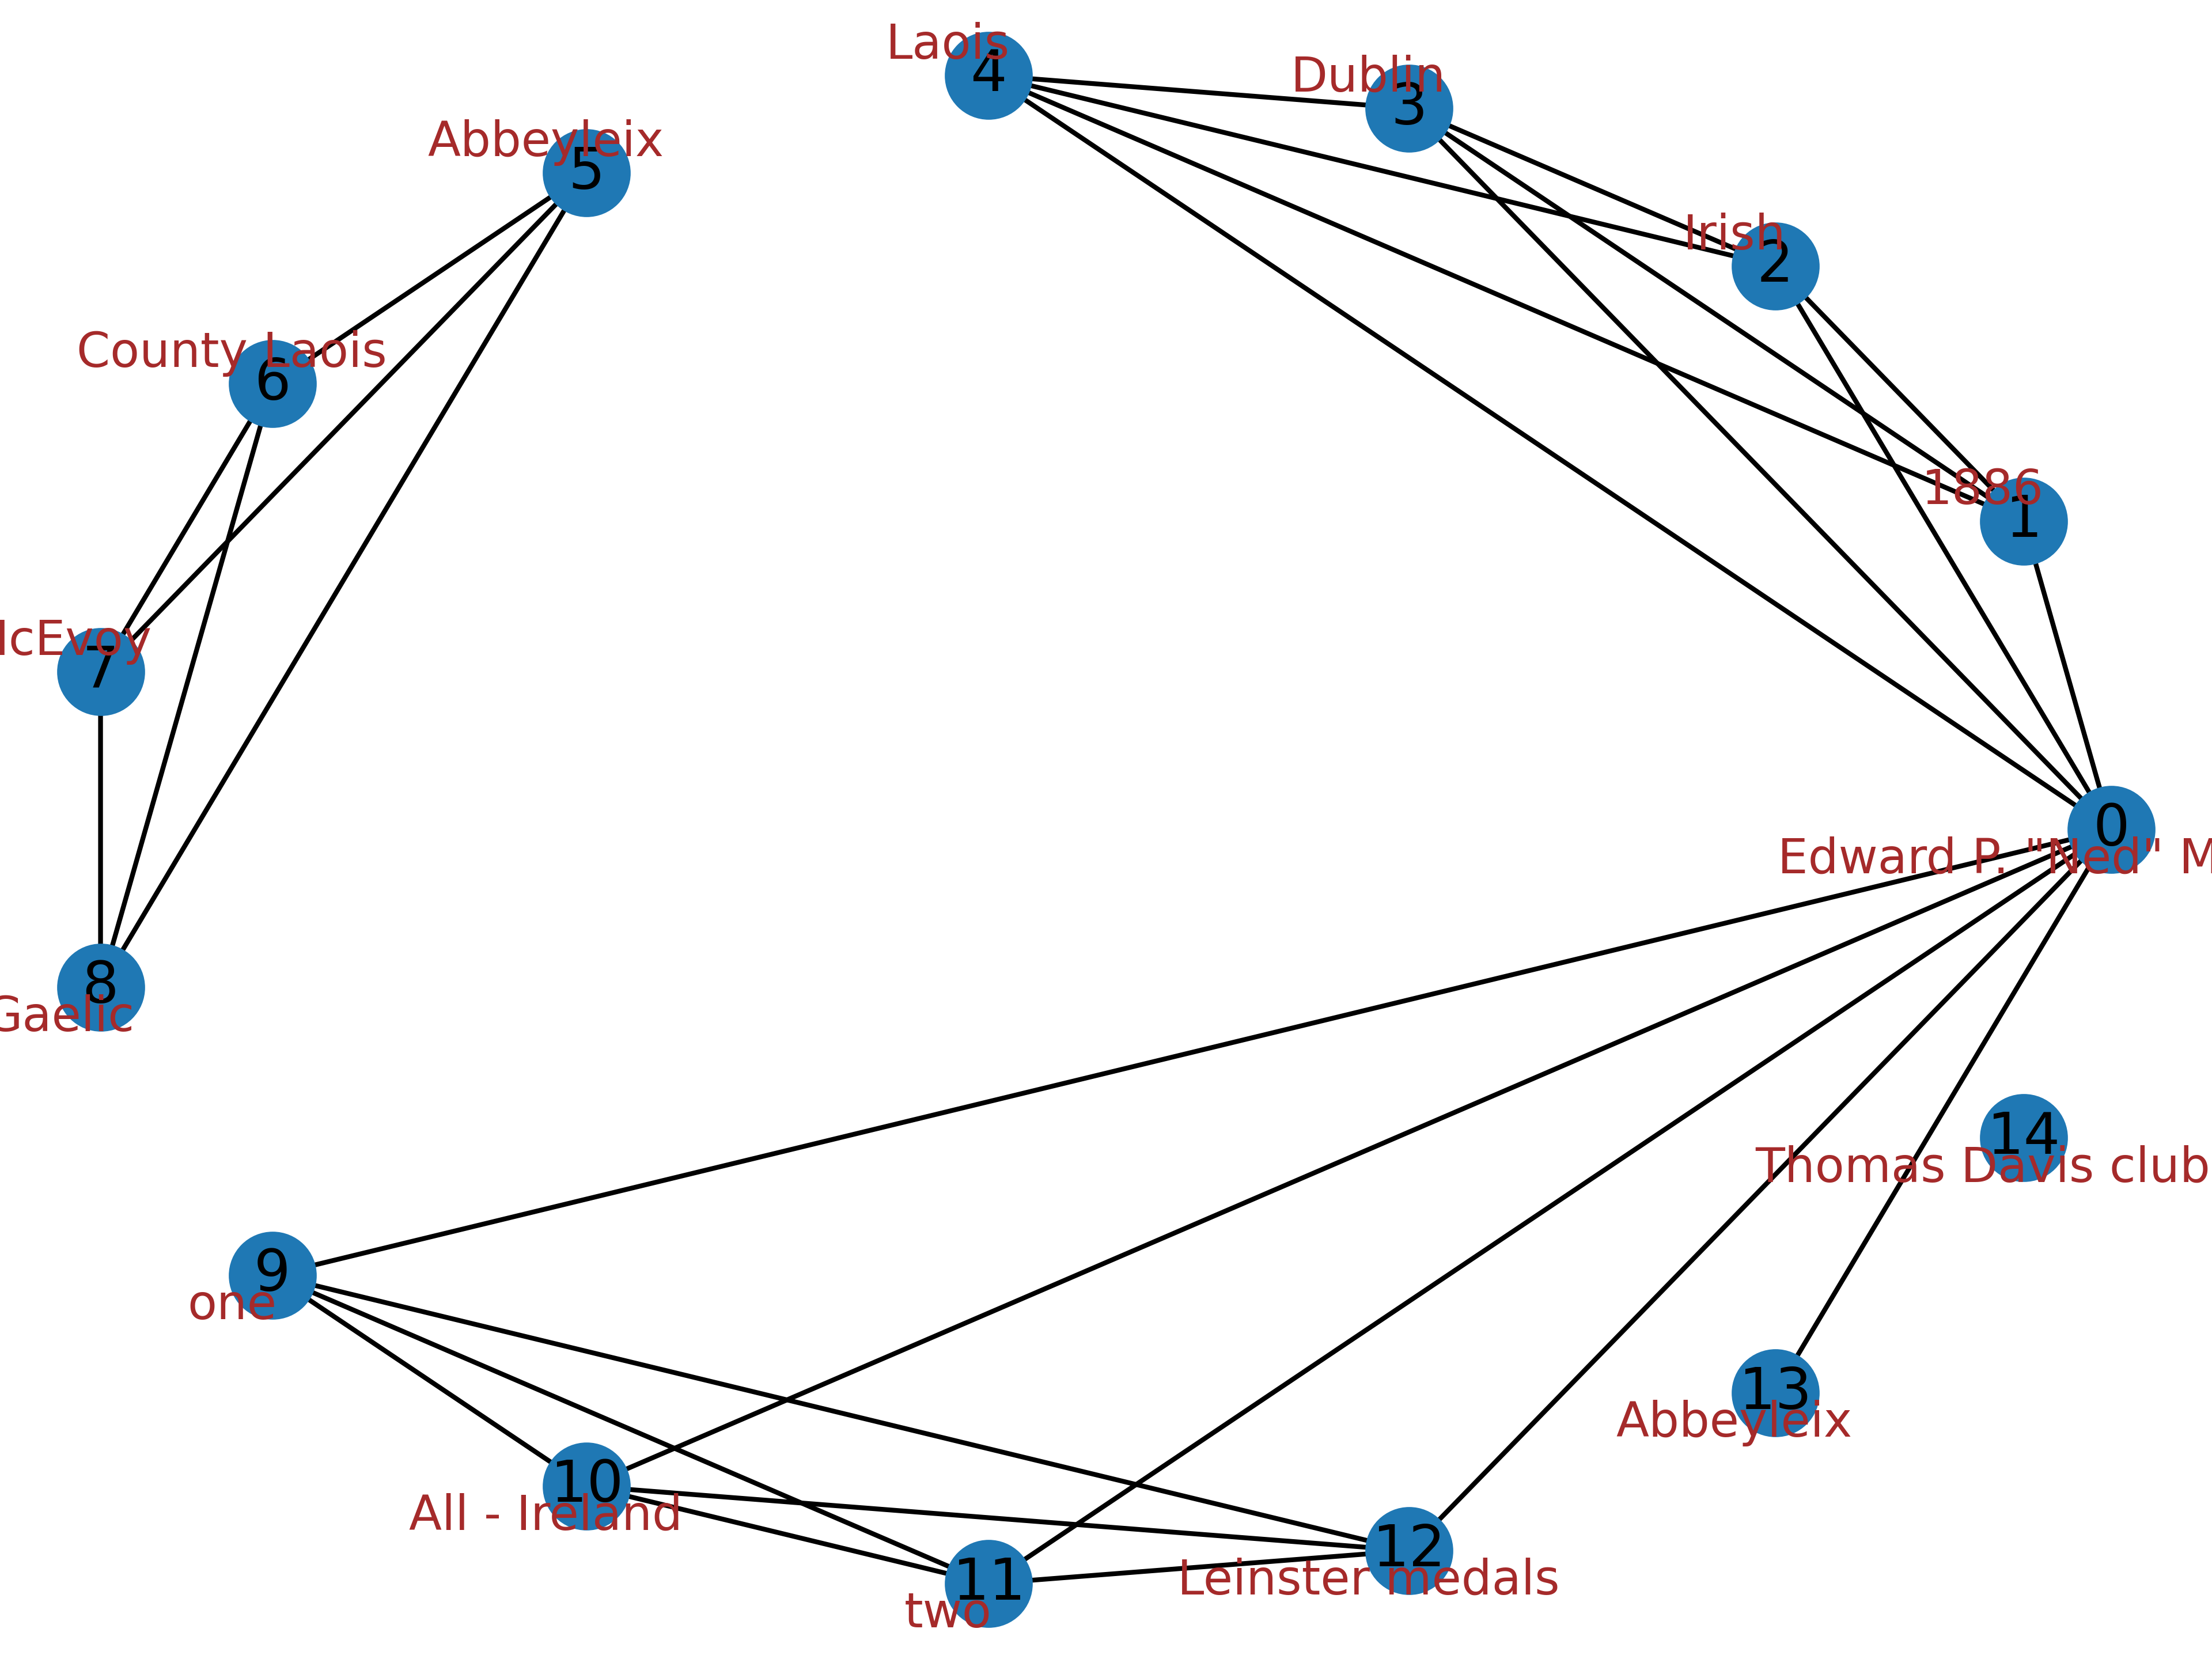 Laois
4
Dublin
3
Abbeyleix
5
Irish
2
County Laois
6
1886
1
7
0
Edward P. "Ned"
8
Gaelic
14
Thomas Davis club
9
one
13
Abbeyleix
10
All - Ireland
12
Leinster medals
11
two